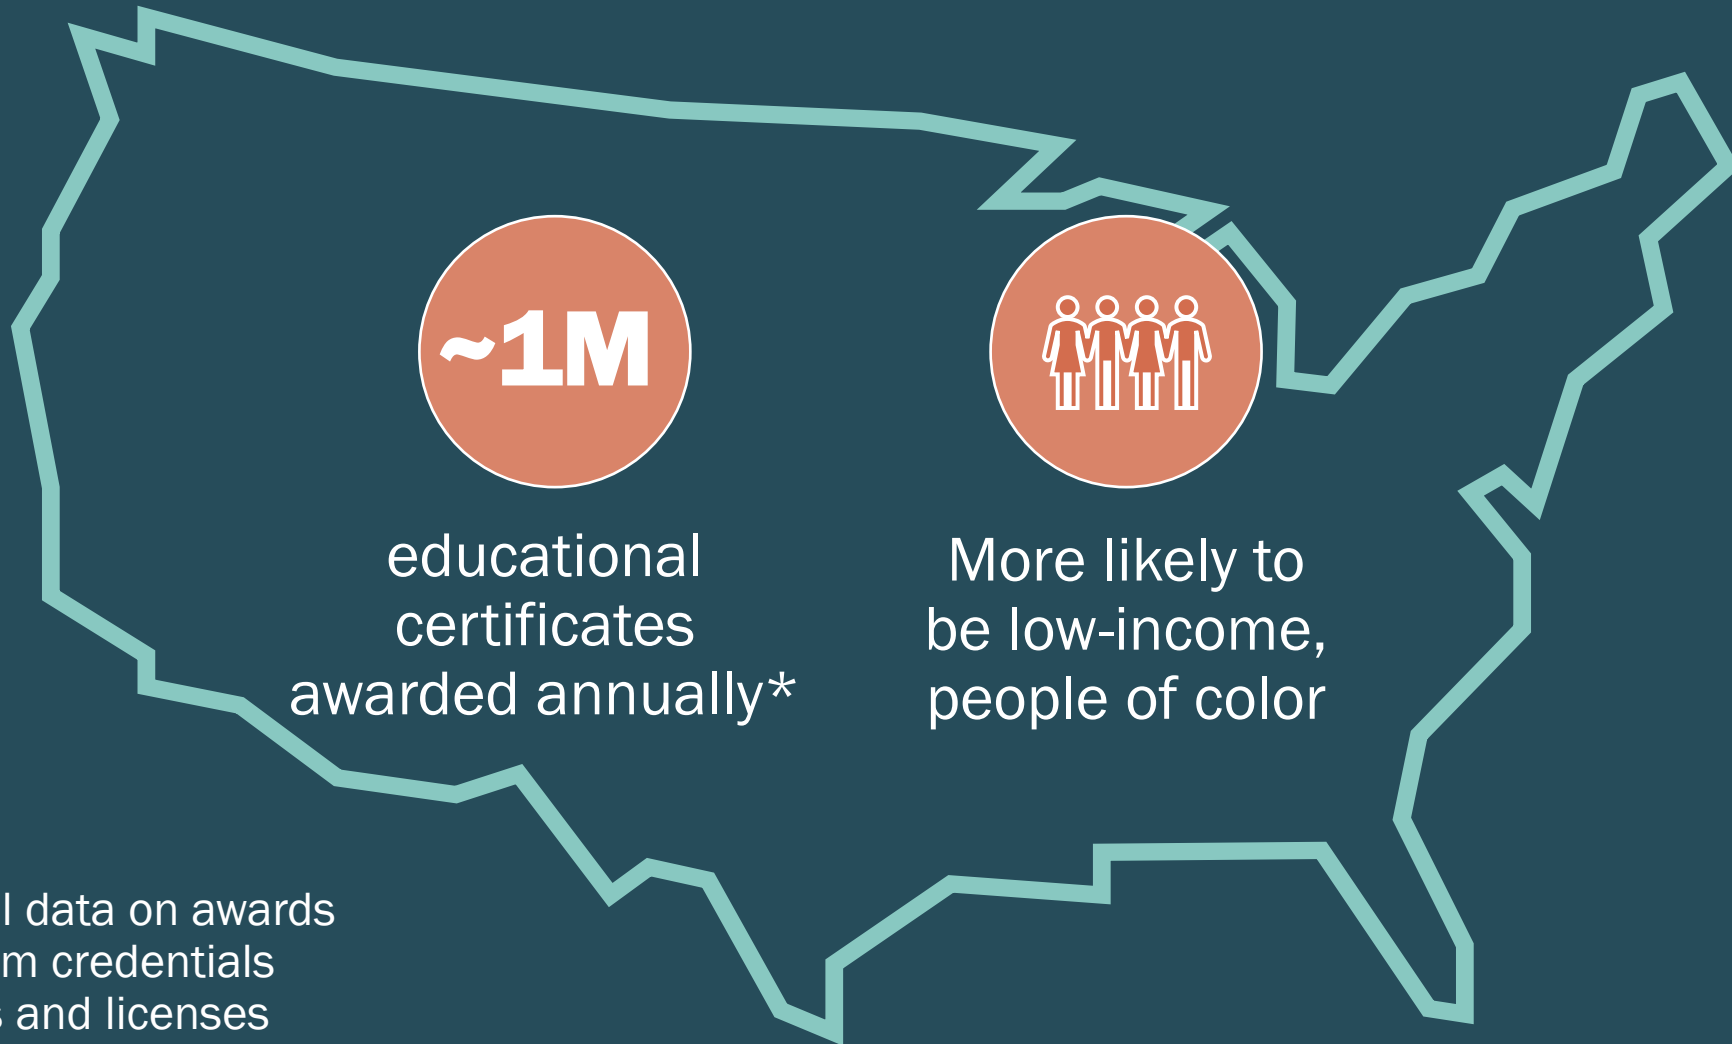 ~1M
educational
certificates
awarded annually*
More likely to
be low-income,
people of color
data on awards
credentials
and licenses